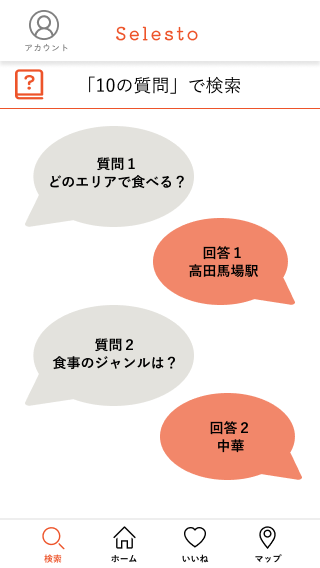 アカウント
Selesto
?
「10の質問」で検索
質問１
どのエリアで食べる？
回答１
高田馬場駅
質問２
食事のジャンルは？
回答２
中華
検索
ホーム
いいね
マップ